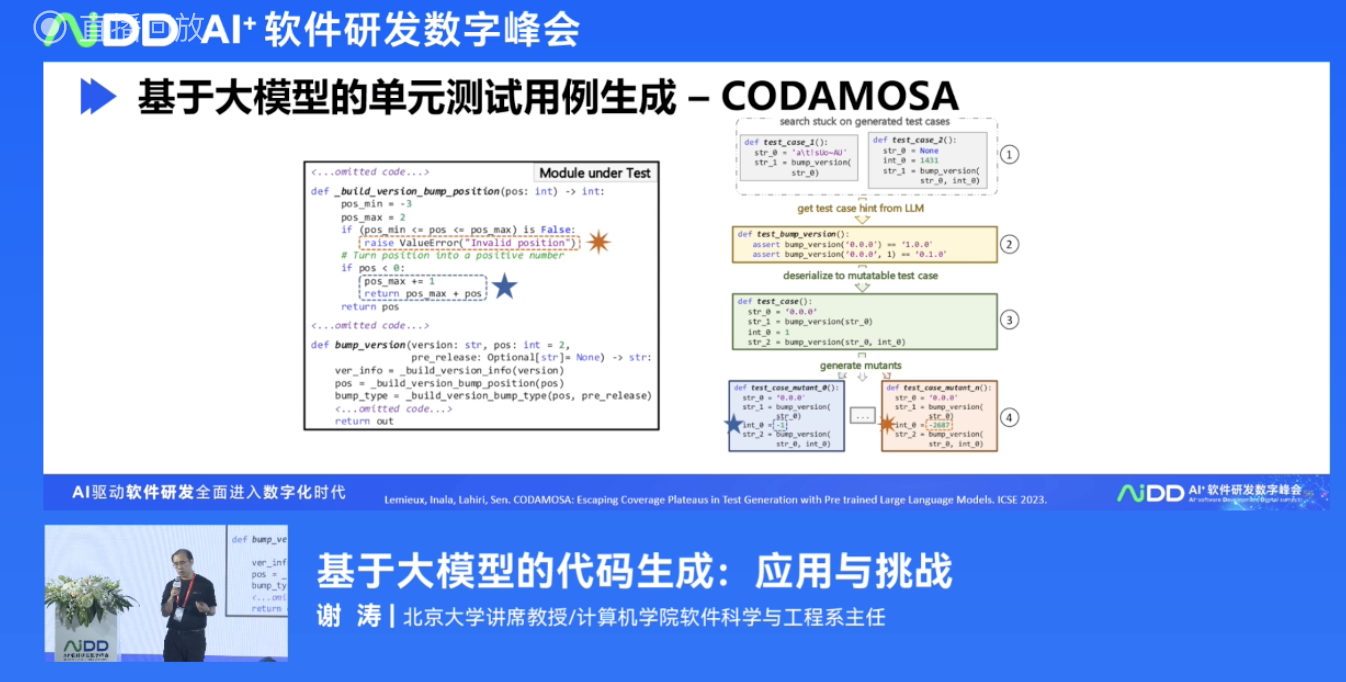 直播回放
AiDD AI+ 软件研发数字峰会
基于大模型的单元测试用例生成 – CODAMOSA
Module under Test
<...omitted code...>
def _build_version_bump_position(pos: int) -> int:
pos_min = -3
pos_max = 2
if (pos_min <= pos <= pos_max) is False:
raise ValueError("Invalid position")
# Turn position into a positive number
if pos < 0:
pos_max += 1
return pos_max + pos
return pos
<...omitted code...>
def bump_version(version: str, pos: int = 2,
pre_release: Optional[str]= None) -> str:
ver_info = _build_version_info(version)
pos = _build_version_bump_position(pos)
bump_type = _build_version_bump_type(pos, pre_release)
<...omitted code...>
return out
search stuck on generated test cases
def test_case_1():
str_0 = 'a\t!sUo~AU'
str_1 = bump_version(
str_0)
def test_case_2():
str_0 = None
int_0 = 1431
str_1 = bump_version(
str_0, int_0)
1
get test case hint from LLM
def test_bump_version():
assert bump_version('0.0.0') == '1.0.0'
assert bump_version('0.0.0', 1) == '0.1.0'
2
deserialize to mutatable test case
def test_case():
str_0 = '0.0.0'
str_1 = bump_version(str_0)
int_0 = 1
str_2 = bump_version(str_0, int_0)
3
generate mutants
def test_case_mutant_0():
str_0 = '0.0.0'
str_1 = bump_version(
str_0)
int_0 = -1
str_2 = bump_version(
str_0, int_0)
...
def test_case_mutant_n():
str_0 = '0.0.0'
str_1 = bump_version(
str_0)
int_0 = -2687
str_2 = bump_version(
str_0, int_0)
4
AI驱动软件研发全面进入数字化时代
Lemieux, Inala, Lahiri, Sen. CODAMOSA: Escaping Coverage Plateaus in Test Generation with Pre trained Large Language Models. ICSE 2023.
AiDD AI+ 软件研发数字峰会
AI+ software Development Digital summit
def bump_ve
ver_inf
pos = _
bump_ty
<...omi
return
AiDD
基于大模型的代码生成：应用与挑战
谢 涛 | 北京大学讲席教授/计算机学院软件科学与工程系主任